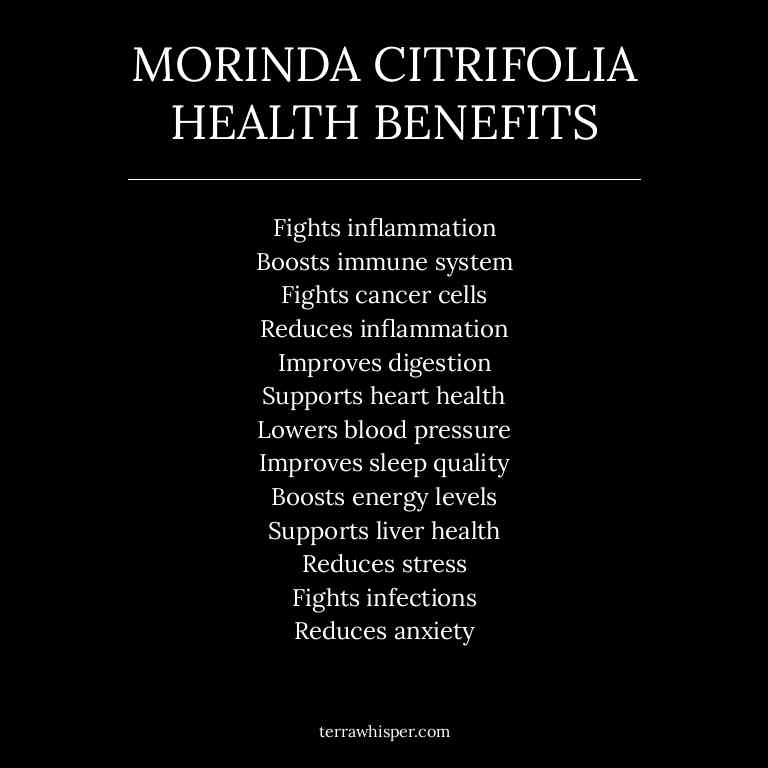 MORINDA CITRIFOLIA
HEALTH BENEFITS
Fights inflammation
Boosts immune system
Fights cancer cells
Reduces inflammation
Improves digestion
Supports heart health
Lowers blood pressure
Improves sleep quality
Boosts energy levels
Supports liver health
Reduces stress
Fights infections
Reduces anxiety
terrawhisper.com